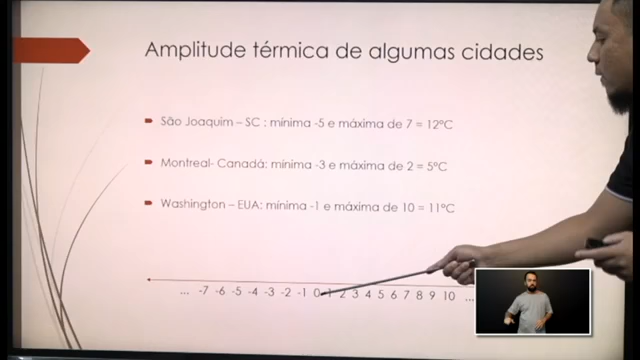 Amplitude térmica de algumas cidades
São Joaquim – SC : mínima -5 e máxima de 7 = 12ºC
Montreal- Canadá: mínima -3 e máxima de 2 = 5ºC
Washington – EUA: mínima -1 e máxima de 10 = 11ºC
... -7 -6 -5 -4 -3 -2 -1 0 1 2 3 4 5 6 7 8 9 10 ...